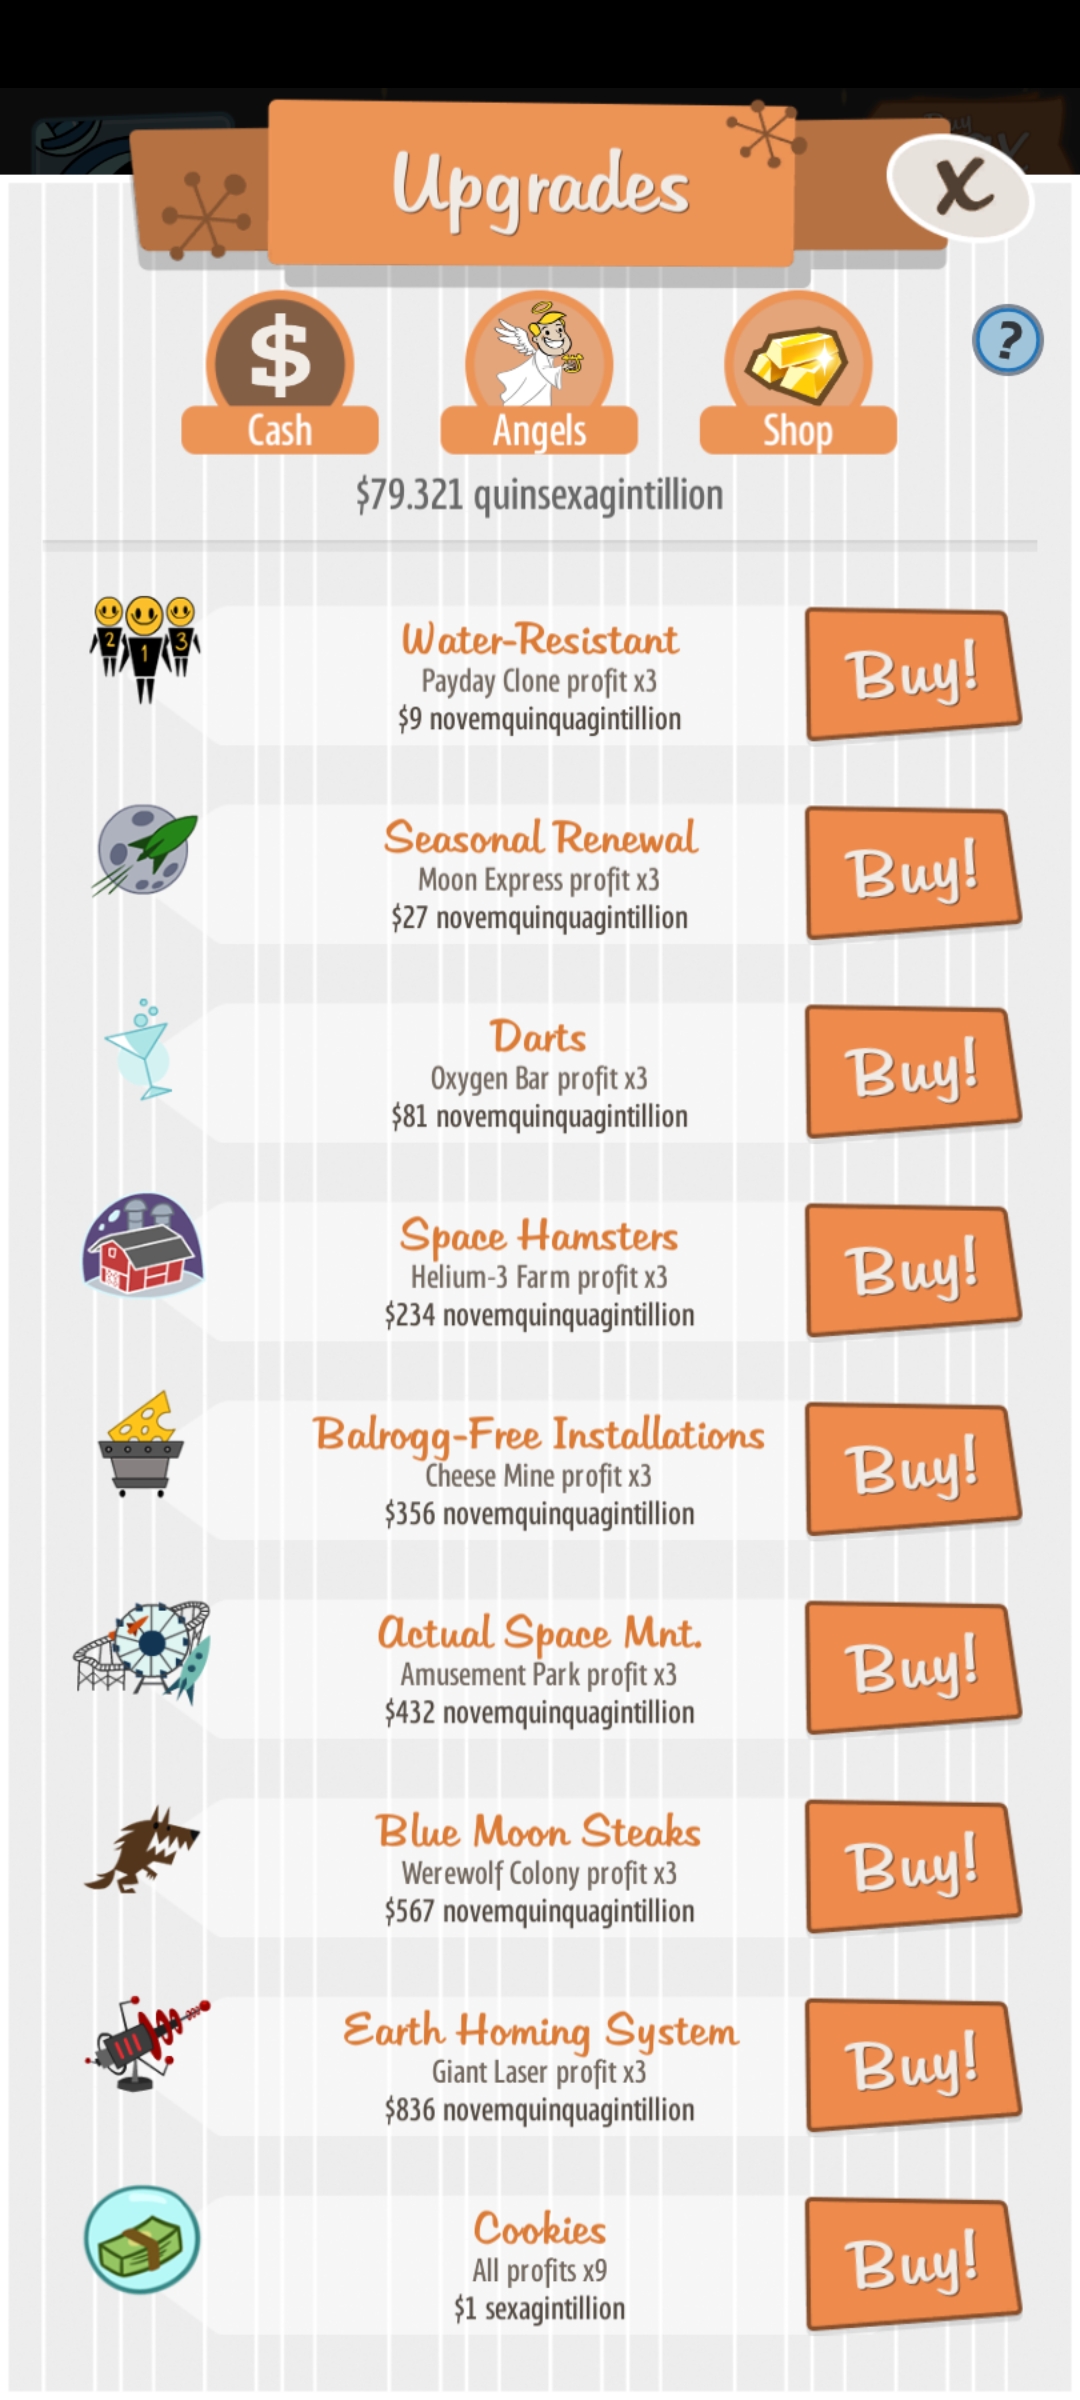 Upgrades
X
?
$
Cash
Angels
Shop
$79.321 quinsexagintillion
2
1
3
Water-Resistant
Payday Clone profit x3
$9 novemquinquagintillion
Buy!
Seasonal Renewal
Moon Express profit x3
$27 novemquinquagintillion
Buy!
Darts
Oxygen Bar profit x3
$81 novemquinquagintillion
Buy!
Space Hamsters
Helium-3 Farm profit x3
$234 novemquinquagintillion
Buy!
Balrogg-Free Installations
Cheese Mine profit x3
$356 novemquinquagintillion
Buy!
Actual Space Mnt.
Amusement Park profit x3
$432 novemquinquagintillion
Buy!
Blue Moon Steaks
Werewolf Colony profit x3
$567 novemquinquagintillion
Buy!
Earth Homing System
Giant Laser profit x3
$836 novemquinquagintillion
Buy!
Cookies
All profits x9
$1 sexagintillion
Buy!